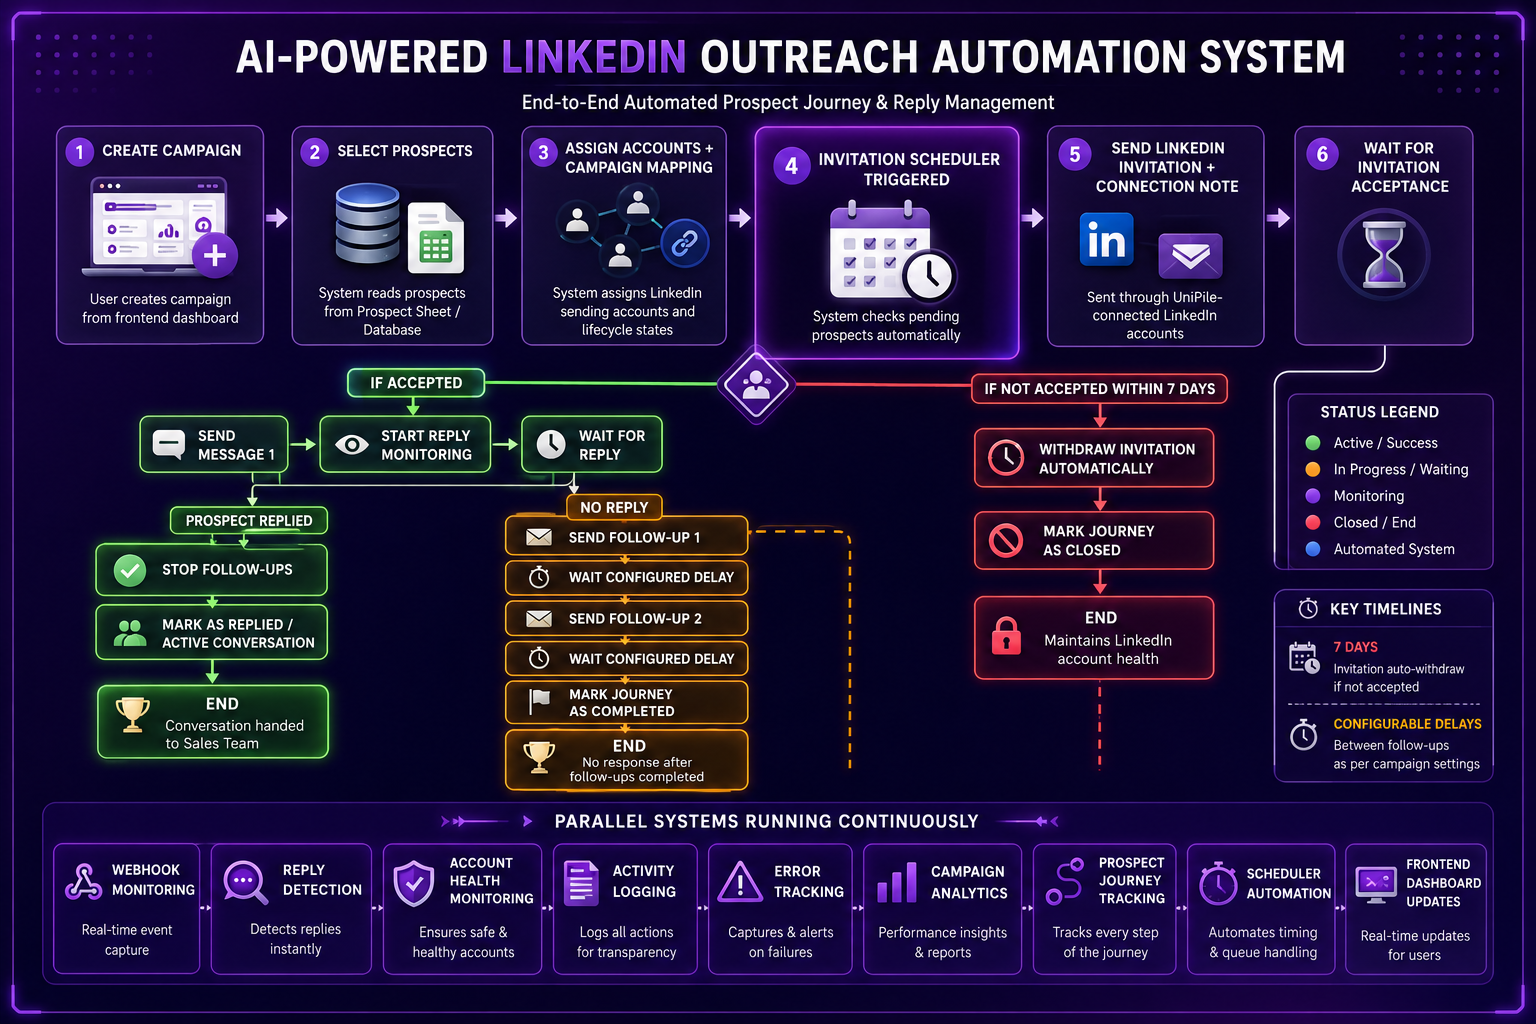 AI-POWERED LINKEDIN OUTREACH AUTOMATION SYSTEM
End-to-End Automated Prospect Journey & Reply Management
1
CREATE CAMPAIGN
User creates campaign
from frontend dashboard
2
SELECT PROSPECTS
System reads prospects
from Prospect Sheet /
Database
3
ASSIGN ACCOUNTS +
CAMPAIGN MAPPING
System assigns LinkedIn
sending accounts and
lifecycle states
4
INVITATION SCHEDULER
TRIGGERED
System checks pending
prospects automatically
5
SEND LINKEDIN
INVITATION +
CONNECTION NOTE
in
Sent through UniPile-
connected LinkedIn
accounts
6
WAIT FOR
INVITATION
ACCEPTANCE
IF ACCEPTED
SEND
MESSAGE 1
START REPLY
MONITORING
WAIT FOR
REPLY
PROSPECT REPLIED
STOP FOLLOW-UPS
MARK AS REPLIED /
ACTIVE CONVERSATION
END
Conversation handed
to Sales Team
NO REPLY
SEND FOLLOW-UP 1
WAIT CONFIGURED DELAY
SEND FOLLOW-UP 2
WAIT CONFIGURED DELAY
MARK JOURNEY
AS COMPLETED
END
No response after
follow-ups completed
IF NOT ACCEPTED WITHIN 7 DAYS
WITHDRAW INVITATION
AUTOMATICALLY
MARK JOURNEY
AS CLOSED
END
Maintains LinkedIn
account health
STATUS LEGEND
Active / Success
In Progress / Waiting
Monitoring
Closed / End
Automated System
KEY TIMELINES
7 DAYS
Invitation auto-withdraw
if not accepted
CONFIGURABLE DELAYS
Between follow-ups
as per campaign settings
PARALLEL SYSTEMS RUNNING CONTINUOUSLY
WEBHOOK
MONITORING
Real-time event
capture
REPLY
DETECTION
Detects replies
instantly
ACCOUNT
HEALTH
MONITORING
Ensures safe &
healthy accounts
ACTIVITY
LOGGING
Logs all actions
for transparency
ERROR
TRACKING
Captures & alerts
on failures
CAMPAIGN
ANALYTICS
Performance insights
& reports
PROSPECT
JOURNEY
TRACKING
Tracks every step
of the journey
SCHEDULER
AUTOMATION
Automates timing
& queue handling
FRONTEND
DASHBOARD
UPDATES
Real-time updates
for users